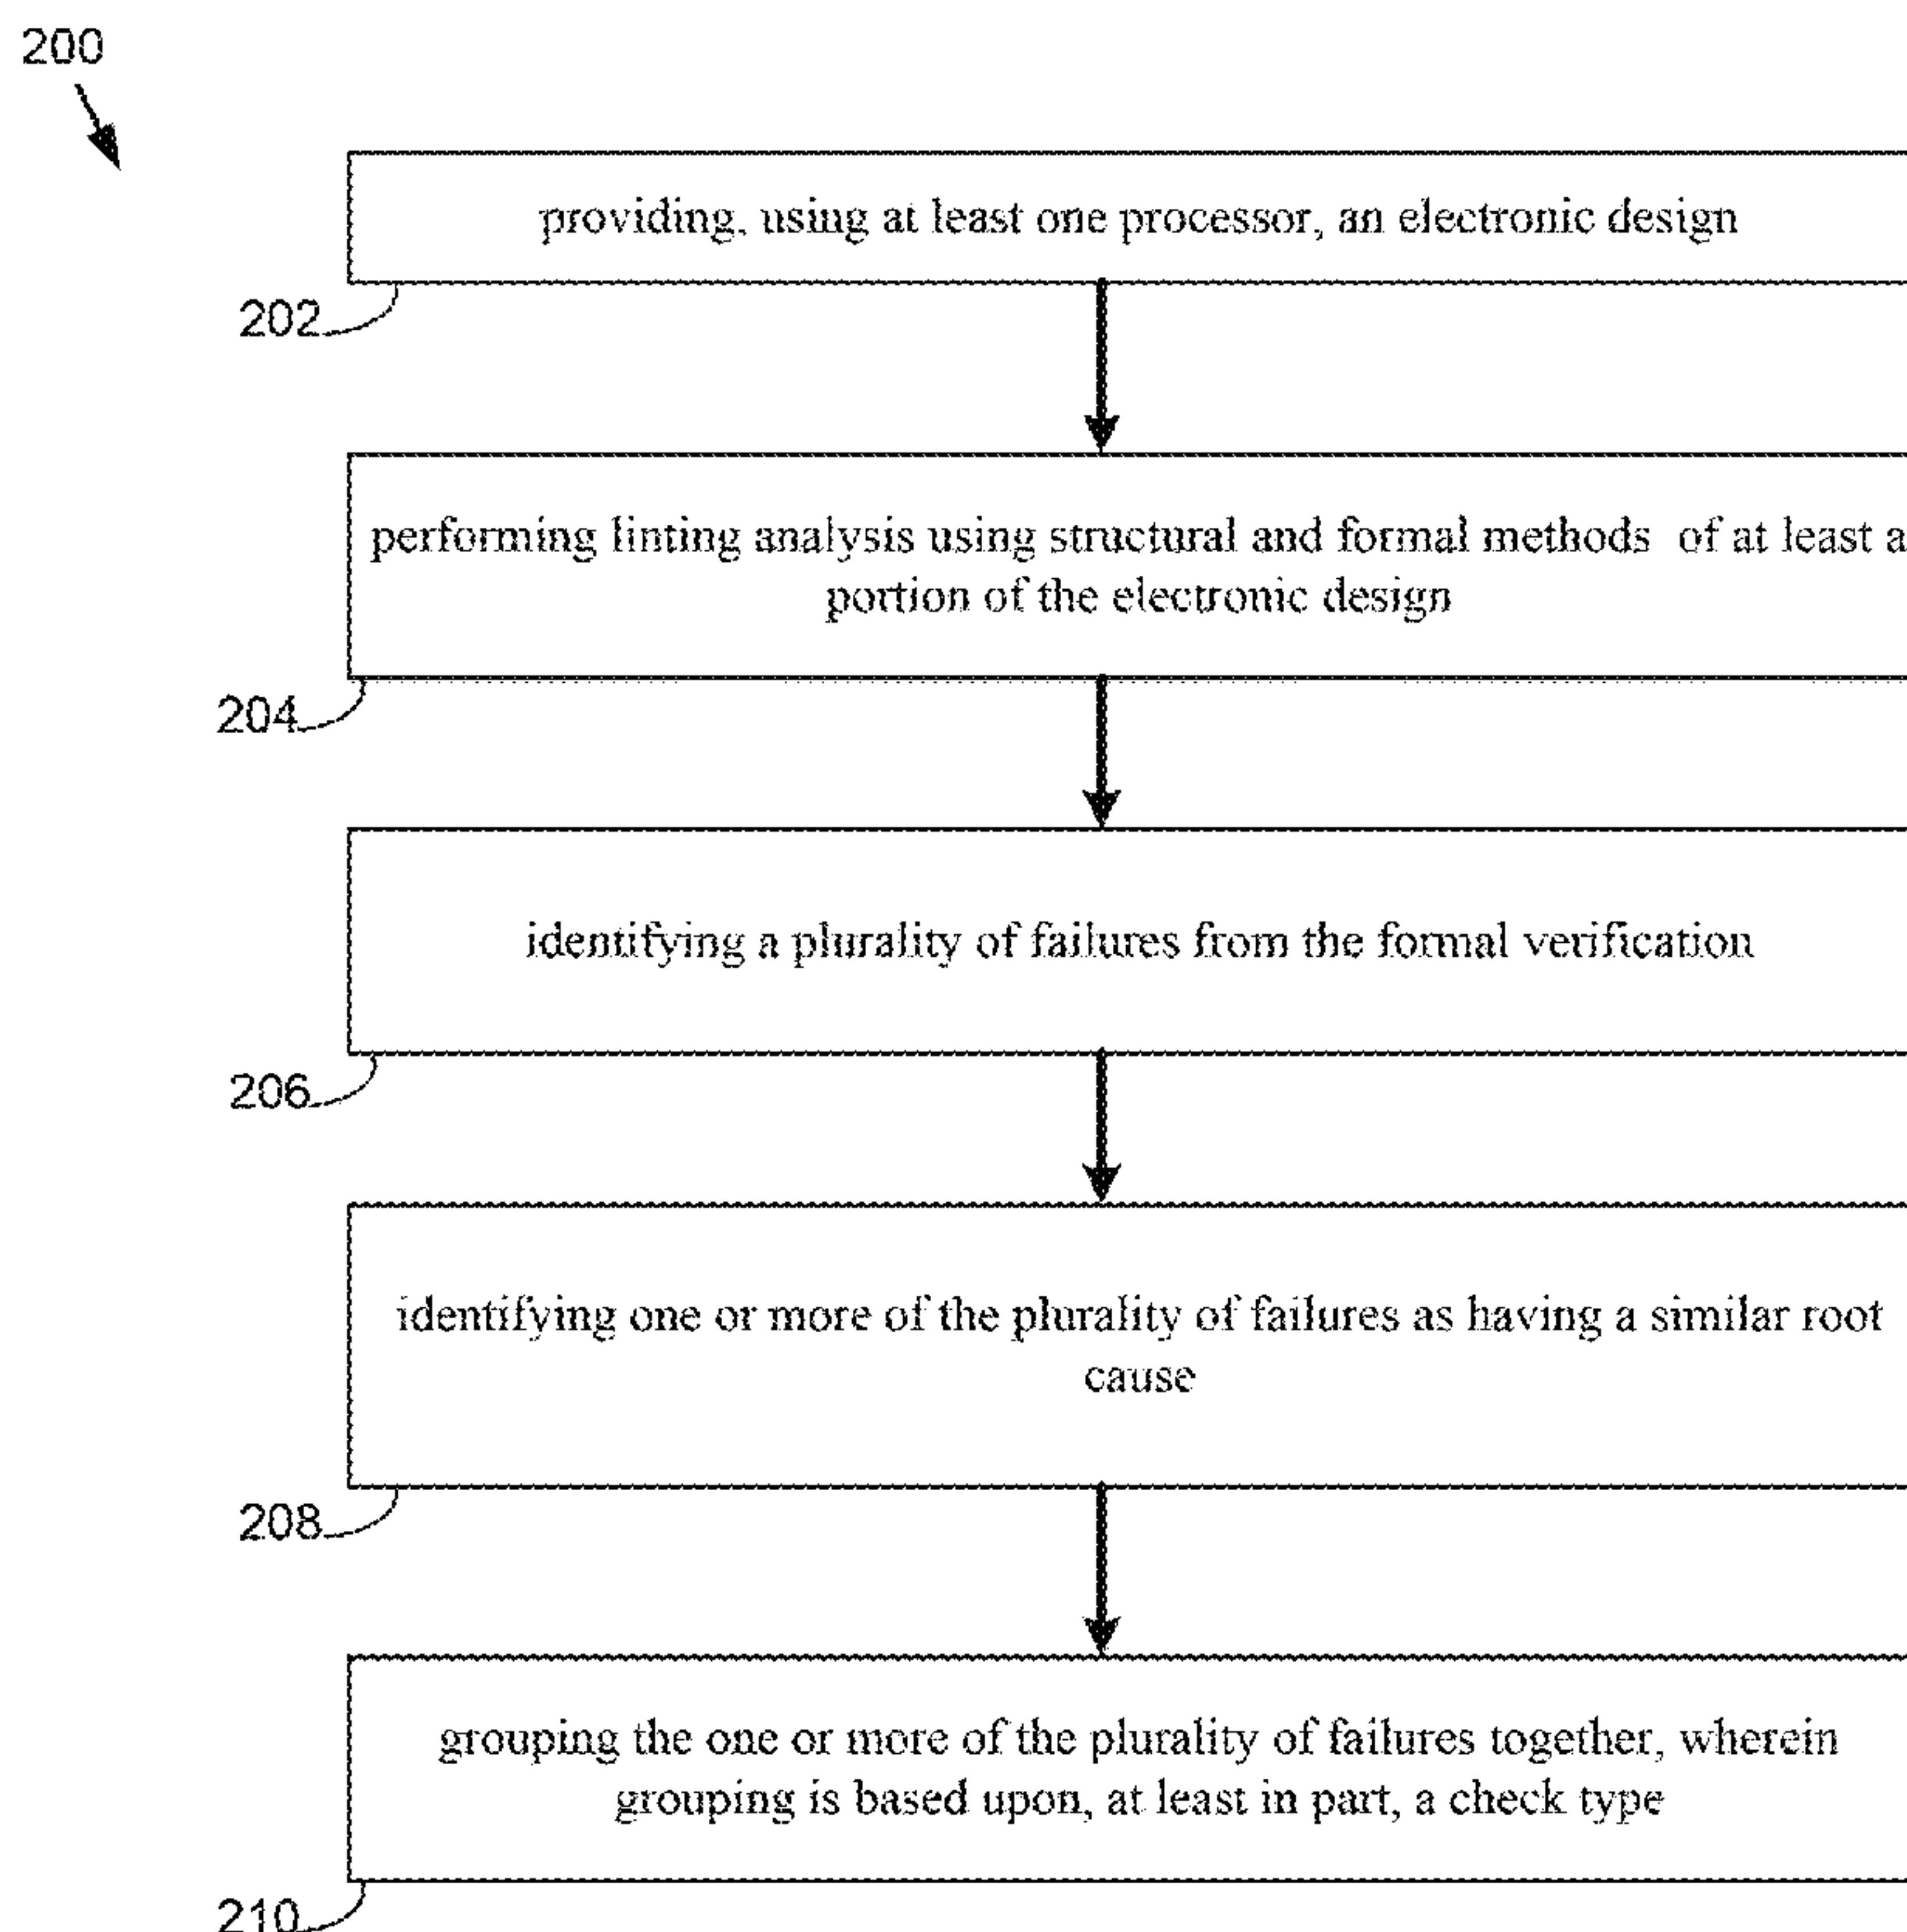 200
providing, using at least one processor, an electronic design
202
performing linting analysis using structural and formal methods of at least a
portion of the electronic design
204
identifying a plurality of failures from the formal verification
206
identifying one or more of the plurality of failures as having a similar root
cause
208
grouping the one or more of the plurality of failures together, wherein
grouping is based upon, at least in part, a check type
210